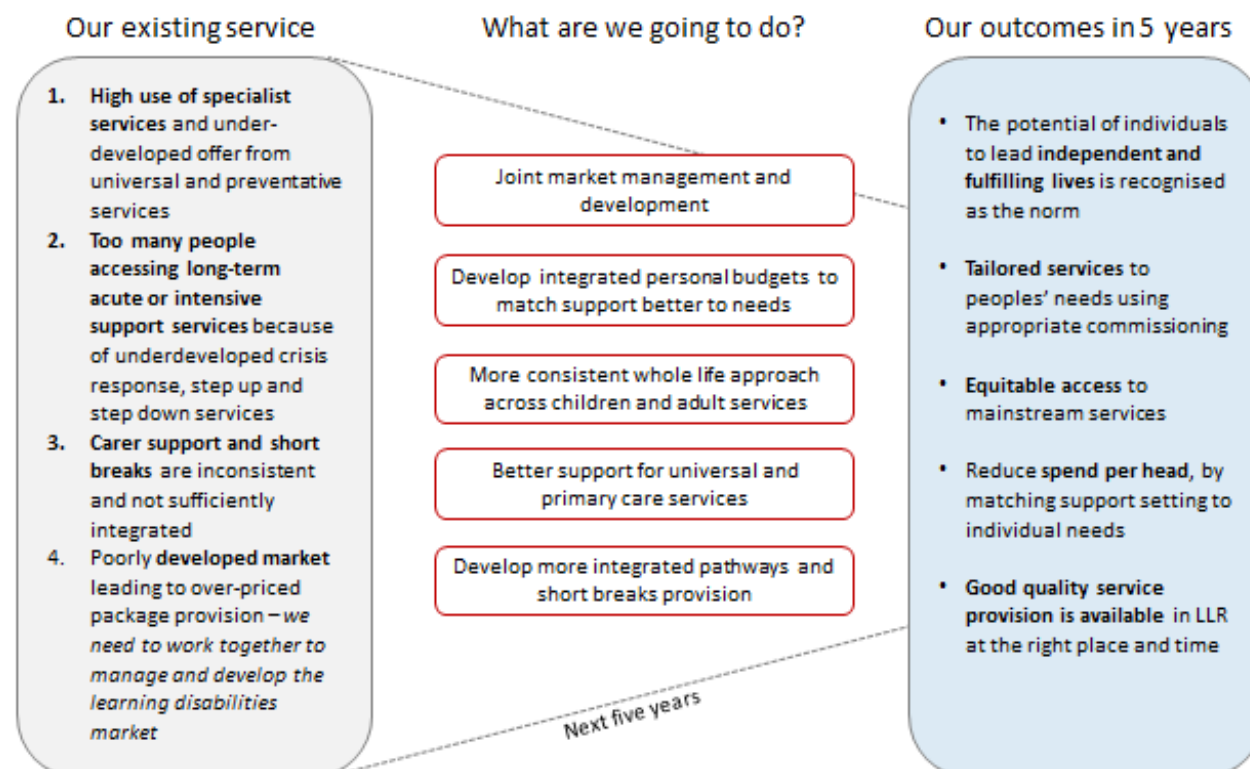 Our existing service
1. High use of specialist
services and under-
developed offer from
universal and preventative
services
2. Too many people
accessing long-term
acute or intensive
support services because
of underdeveloped crisis
response, step up and
step down services
3. Carer support and short
breaks are inconsistent
and not sufficiently
integrated
4. Poorly developed market
leading to over-priced
package provision – we
need to work together to
manage and develop the
learning disabilities
market
What are we going to do?
Joint market management and
development
Develop integrated personal budgets to
match support better to needs
More consistent whole life approach
across children and adult services
Better support for universal and
primary care services
Develop more integrated pathways and
short breaks provision
Next five years
Our outcomes in 5 years
• The potential of individuals
to lead independent and
fulfilling lives is recognised
as the norm
• Tailored services to
peoples’ needs using
appropriate commissioning
• Equitable access to
mainstream services
• Reduce spend per head, by
matching support setting to
individual needs
• Good quality service
provision is available in LLR
at the right place and time